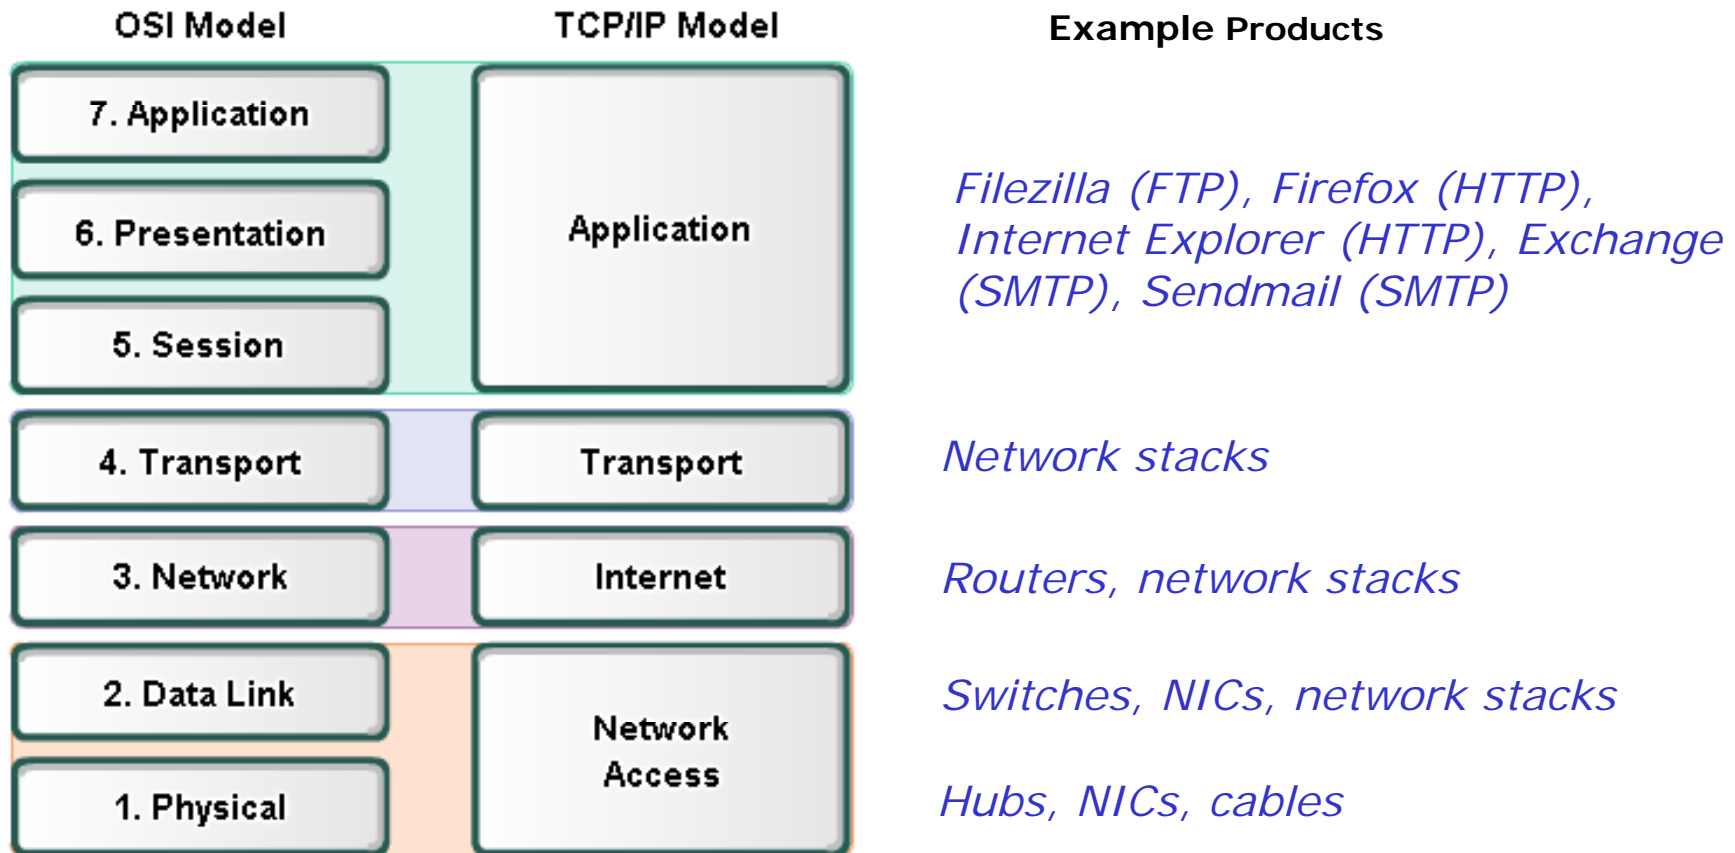 OSI Model
TCP/IP Model
Example Products
7. Application
6. Presentation
5. Session
Application
Filezilla (FTP), Firefox (HTTP),
Internet Explorer (HTTP), Exchange
(SMTP), Sendmail (SMTP)
4. Transport
Transport
Network stacks
3. Network
Internet
Routers, network stacks
2. Data Link
1. Physical
Network
Access
Switches, NICs, network stacks
Hubs, NICs, cables